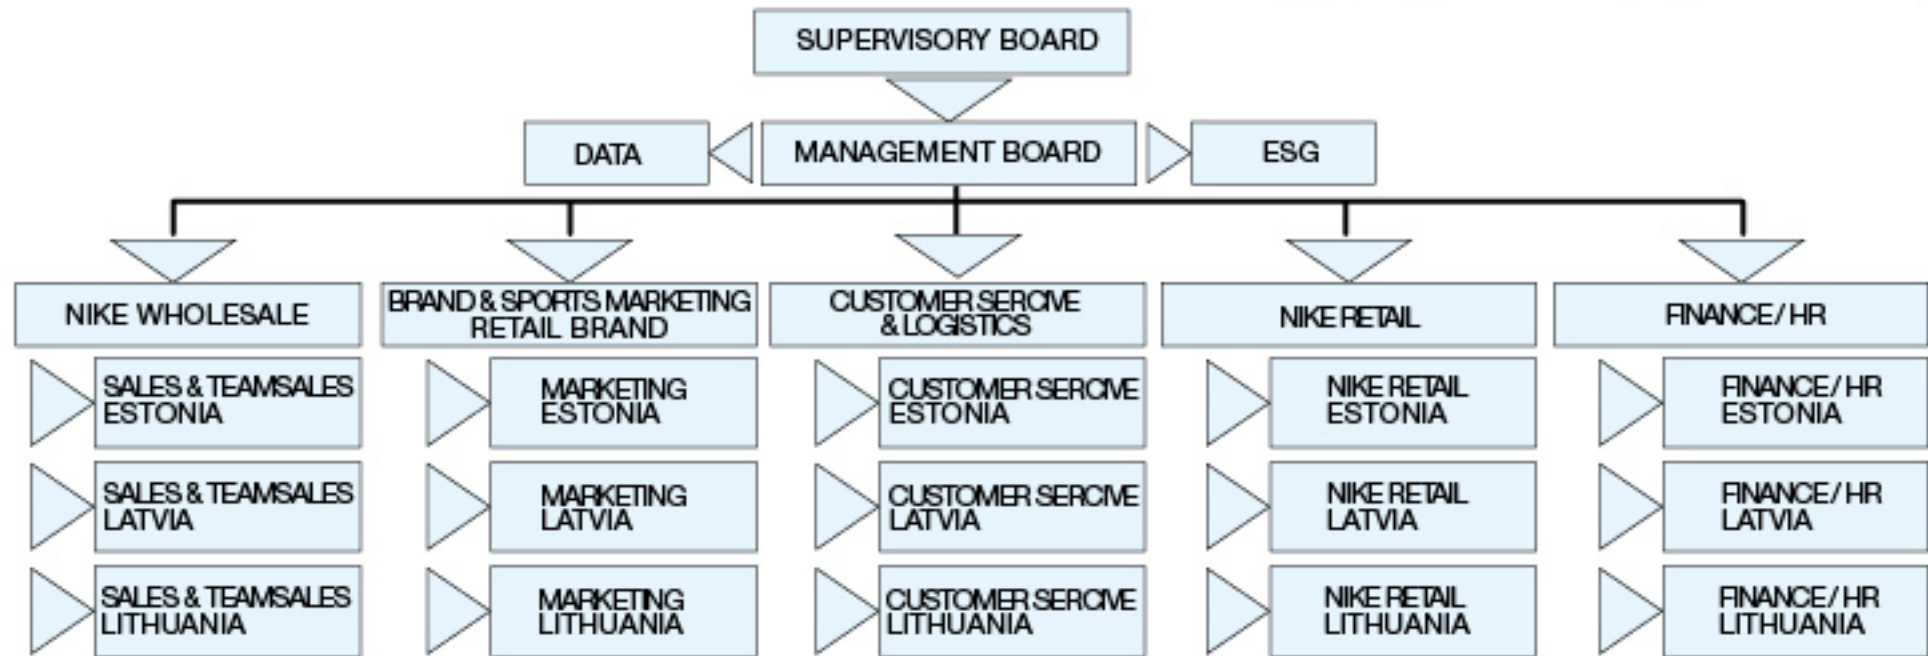 SUPERVISORY BOARD
DATA
MANAGEMENT BOARD
ESG
NIKE WHOLESALE
BRAND & SPORTS MARKETING
RETAIL BRAND
CUSTOMER SERCIVE
& LOGISTICS
NIKE RETAIL
FINANCE/ HR
SALES & TEAMSALES
ESTONIA
MARKETING
ESTONIA
CUSTOMER SERCIVE
ESTONIA
NIKE RETAIL
ESTONIA
FINANCE/ HR
ESTONIA
SALES & TEAMSALES
LATVIA
MARKETING
LATVIA
CUSTOMER SERCIVE
LATVIA
NIKE RETAIL
LATVIA
FINANCE/ HR
LATVIA
SALES & TEAMSALES
LITHUANIA
MARKETING
LITHUANIA
CUSTOMER SERCIVE
LITHUANIA
NIKE RETAIL
LITHUANIA
FINANCE/ HR
LITHUANIA